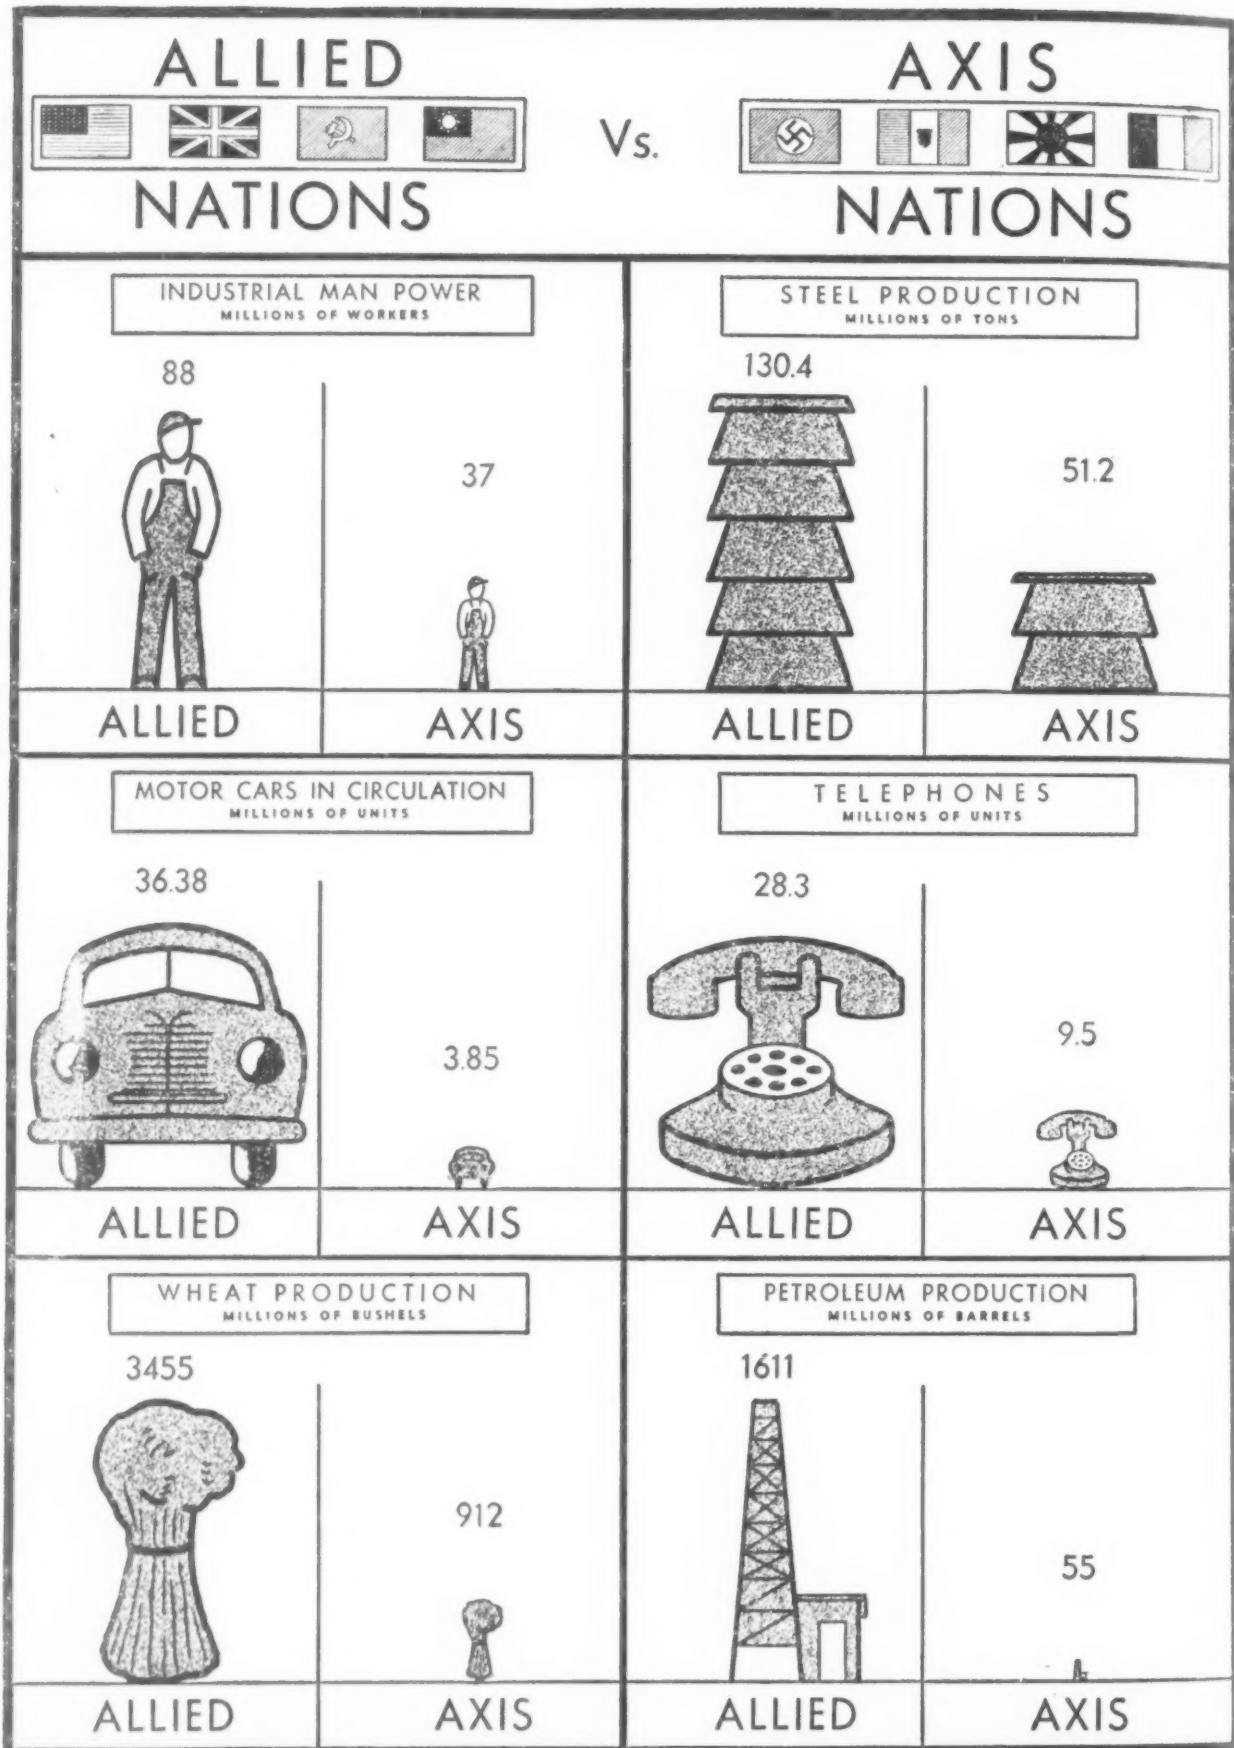 ALLIED
NATIONS
Vs.
AXIS
NATIONS
INDUSTRIAL MAN POWER
MILLIONS OF WORKERS
88
37
ALLIED
AXIS
STEEL PRODUCTION
MILLIONS OF TONS
130.4
51.2
ALLIED
AXIS
MOTOR CARS IN CIRCULATION
MILLIONS OF UNITS
36.38
3.85
ALLIED
AXIS
TELEPHONES
MILLIONS OF UNITS
28.3
9.5
ALLIED
AXIS
WHEAT PRODUCTION
MILLIONS OF BUSHELS
3455
912
ALLIED
AXIS
PETROLEUM PRODUCTION
MILLIONS OF BARRELS
1611
55
ALLIED
AXIS